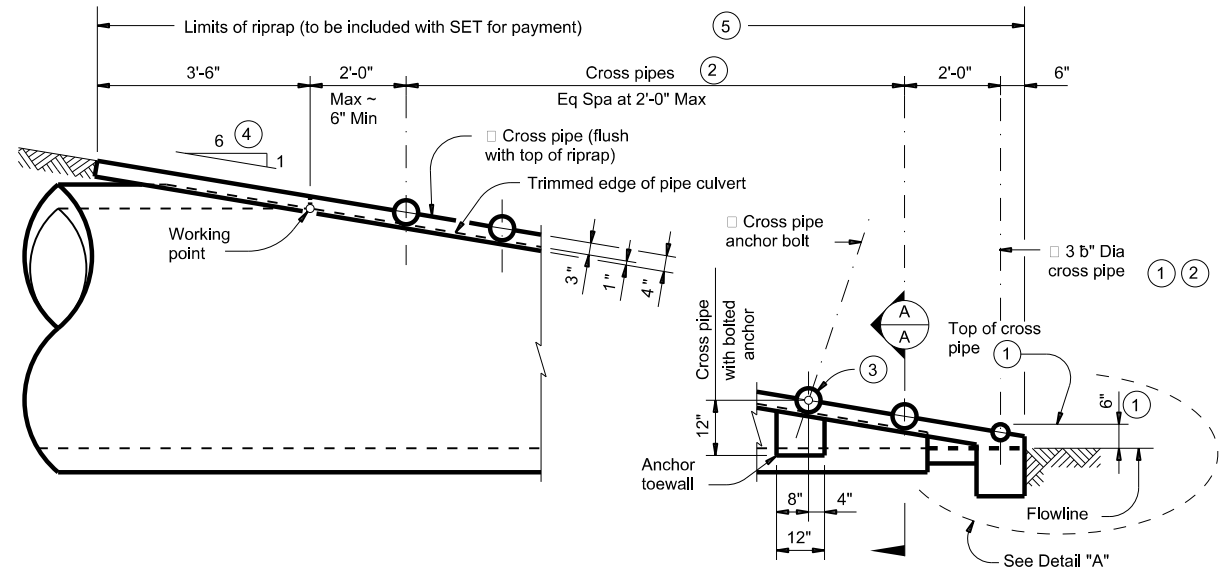 Limits of riprap (to be included with SET for payment)
5
3'-6"
2'-0"
Cross pipes
2
2'-0"
6"
Max ~
6" Min
Eq Spa at 2'-0" Max
6
4
1
□ Cross pipe (flush
with top of riprap)
Trimmed edge of pipe culvert
Working
point
3"
1"
4"
□ Cross pipe
anchor bolt
□ 3 ƀ" Dia
cross pipe
1
2
Cross pipe
with bolted
anchor
A
A
Top of cross
pipe
1
3
6"
1
12"
Anchor
toewall
8"
4"
12"
Flowline
See Detail "A"